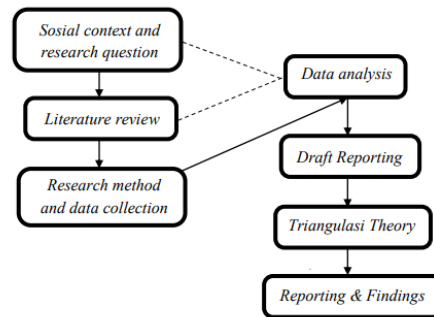 Sosial context and
research question
Literature review
Research method
and data collection
Data analysis
Draft Reporting
Triangulasi Theory
Reporting & Findings